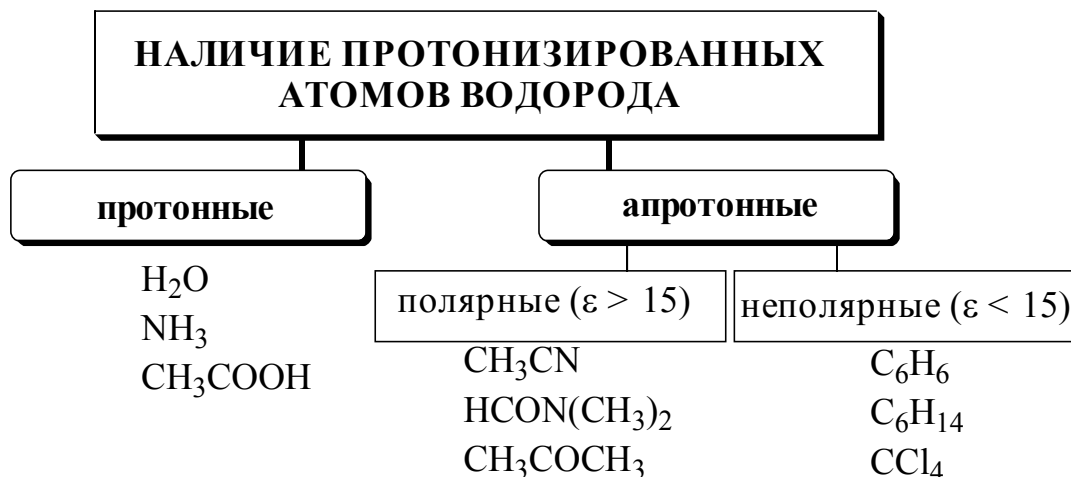 НАЛИЧИЕ ПРОТОНИЗИРОВАННЫХ
АТОМОВ ВОДОРОДА
протонные
апротонные
H₂O
NH₃
CH₃COOH
полярные (ε > 15)
неполярные (ε < 15)
CH₃CN
HCON(CH₃)₂
CH₃COCH₃
C₆H₆
C₆H₁₄
CCl₄